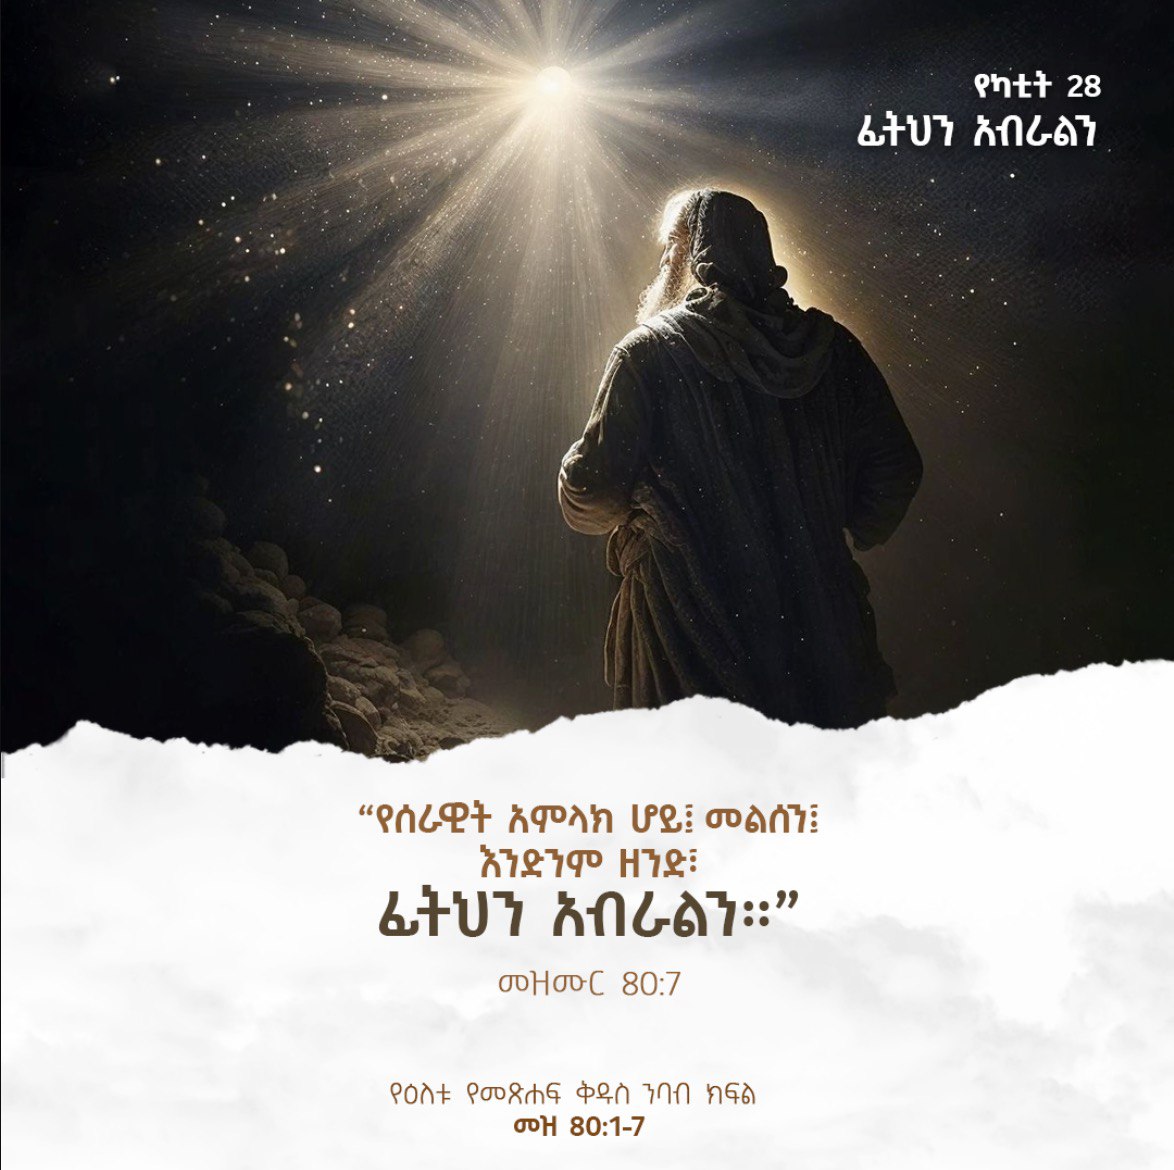 የካቲት 28
ፊትህን አብራልን
“የሰራዊት አምላክ ሆይ፤ መልሰን፤
እንድንም ዘንድ፣
ፊትህን አብራልን።”
መዝሙር 80:7
የዕለቱ የመጽሐፍ ቅዱስ ንባብ ክፍል
መዝ 80:1-7